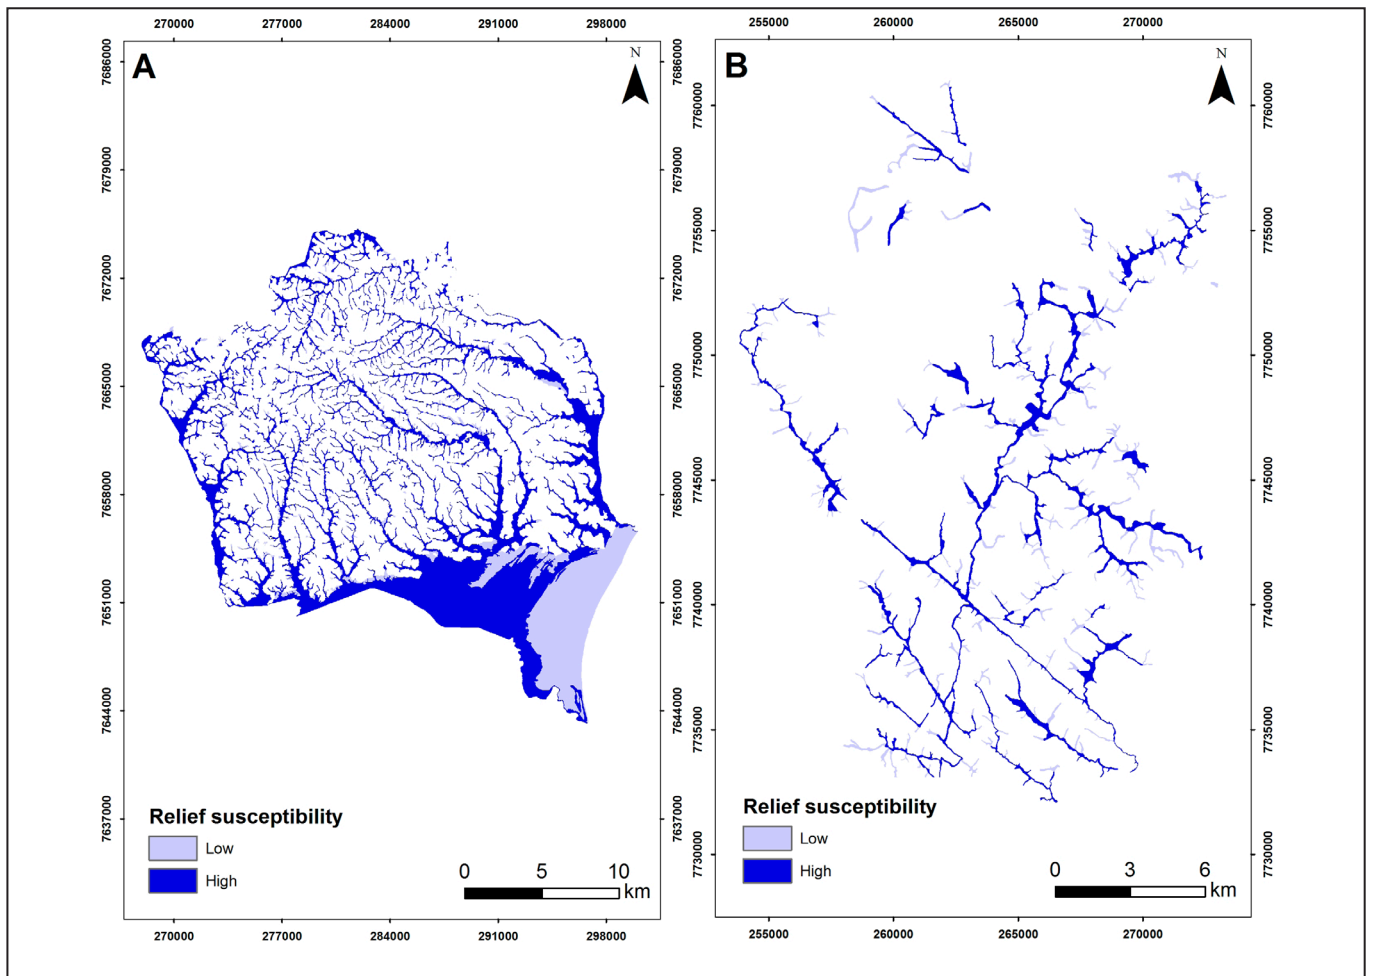 270000 277000 284000 291000 298000
A
N
7686000 7679000 7672000 7665000 7658000 7651000 7644000 7637000
7686000 7679000 7672000 7665000 7658000 7651000 7644000 7637000
Relief susceptibility
Low
High
0 5 10
km
270000 277000 284000 291000 298000
255000 260000 265000 270000
B
N
7760000 7755000 7750000 7745000 7740000 7735000 7730000
7760000 7755000 7750000 7745000 7740000 7735000 7730000
Relief susceptibility
Low
High
0 3 6
km
255000 260000 265000 270000